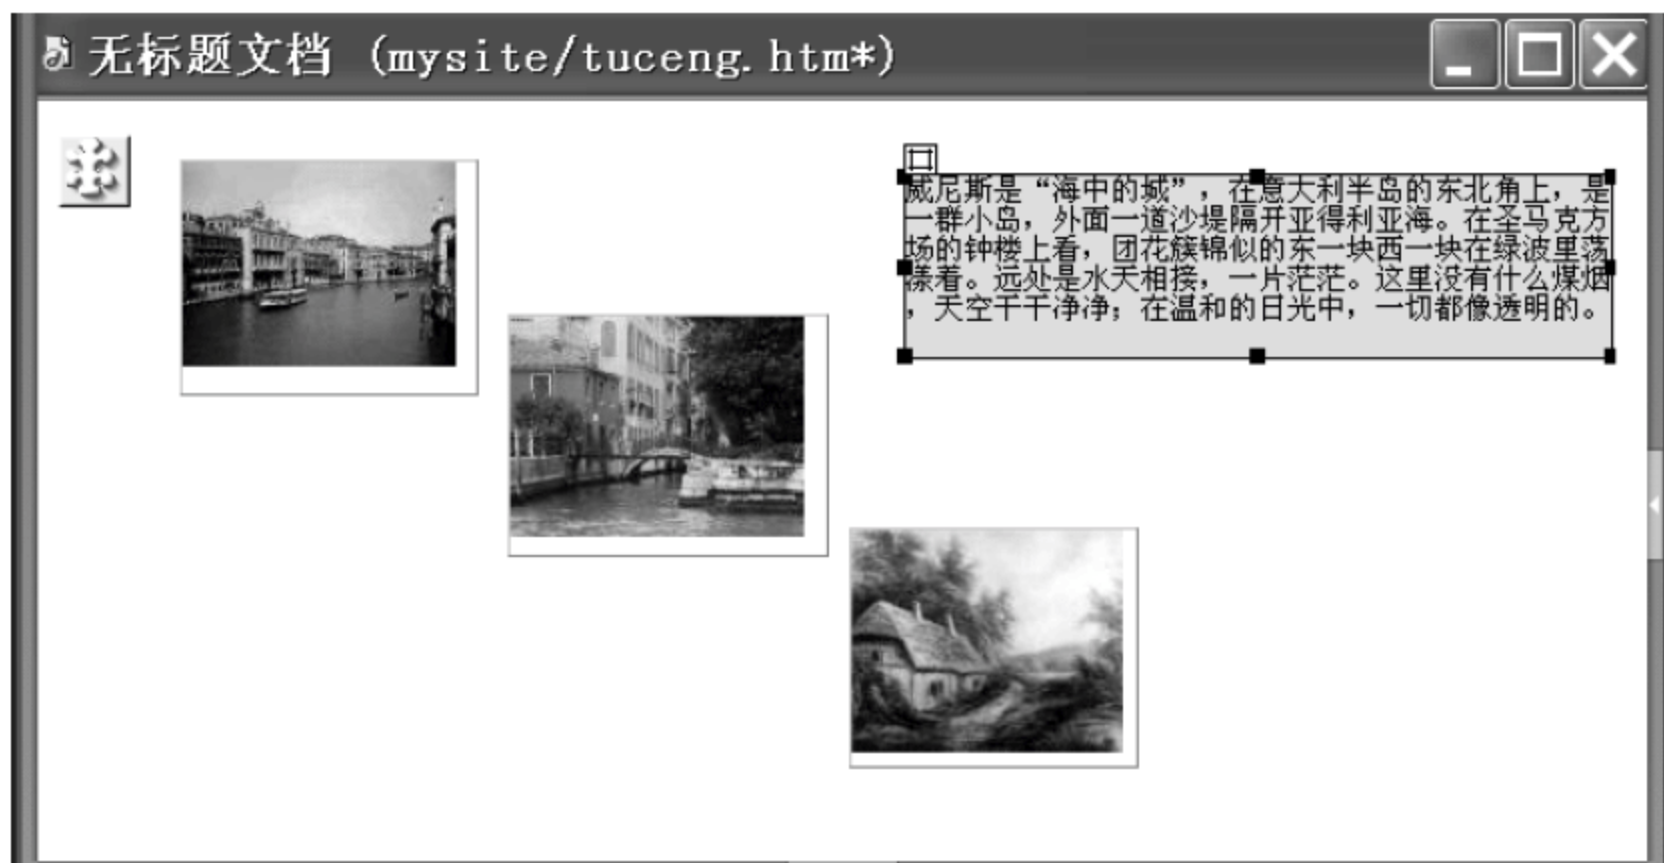 无标题文档 (mysite/tuceng.htm*)
威尼斯是“海中的城”，在意大利半岛的东北角上，是
一群小岛，外面一道沙堤隔开亚得利亚海。在圣马克方
场的钟楼上看，团花簇锦似的东一块西一块在绿波里荡
漾着。远处是水天相接，一片茫茫。这里没有什么煤烟
，天空干干净净；在温和的日光中，一切都像透明的。